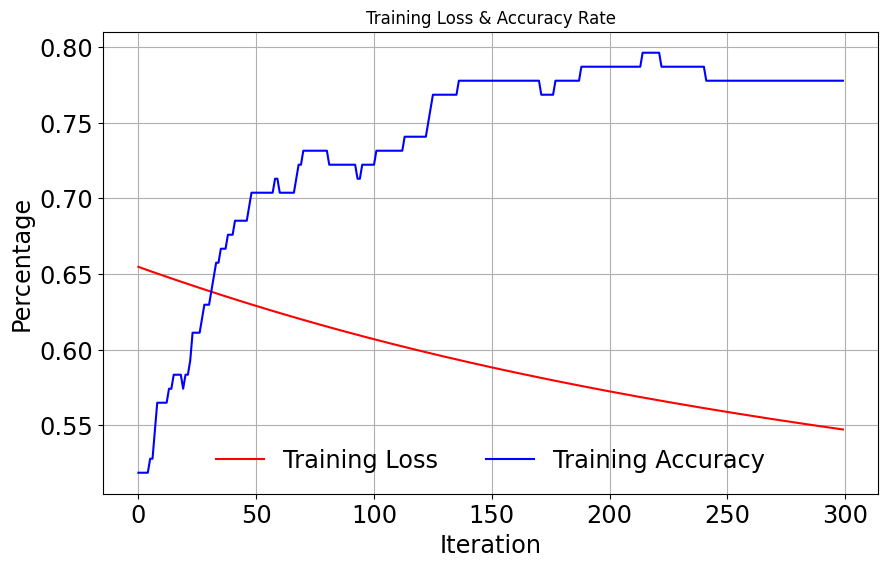 Training Loss & Accuracy Rate
0.80
0.75
0.70
0.65
0.60
0.55
Percentage
Training Loss
Training Accuracy
0 50 100 150 200 250 300
Iteration